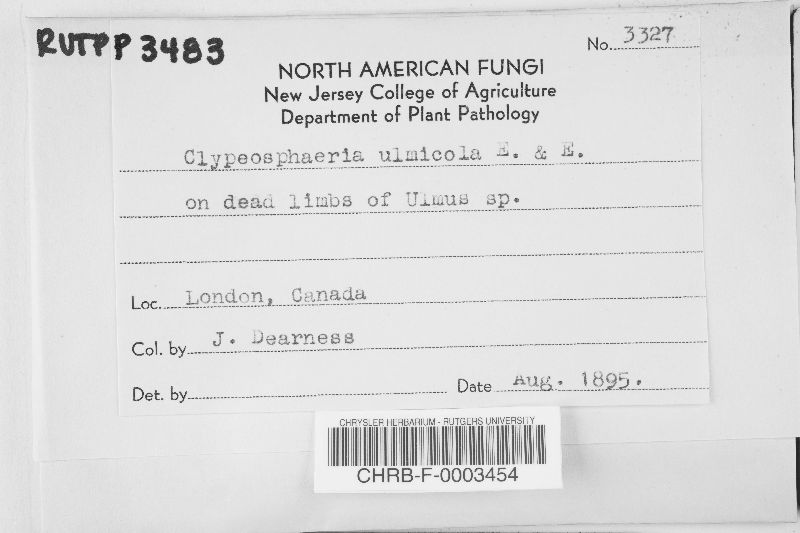 RUTPP 3483
No. 3327
NORTH AMERICAN FUNGI
New Jersey College of Agriculture
Department of Plant Pathology
Clypeosphaeria ulmicola E. & E.
on dead limbs of Ulmus sp.
Loc. London, Canada
Col. by J. Dearness
Det. by Date Aug. 1895.
CHRYSLER HERBARIUM - RUTGERS UNIVERSITY
CHRB-F-0003454